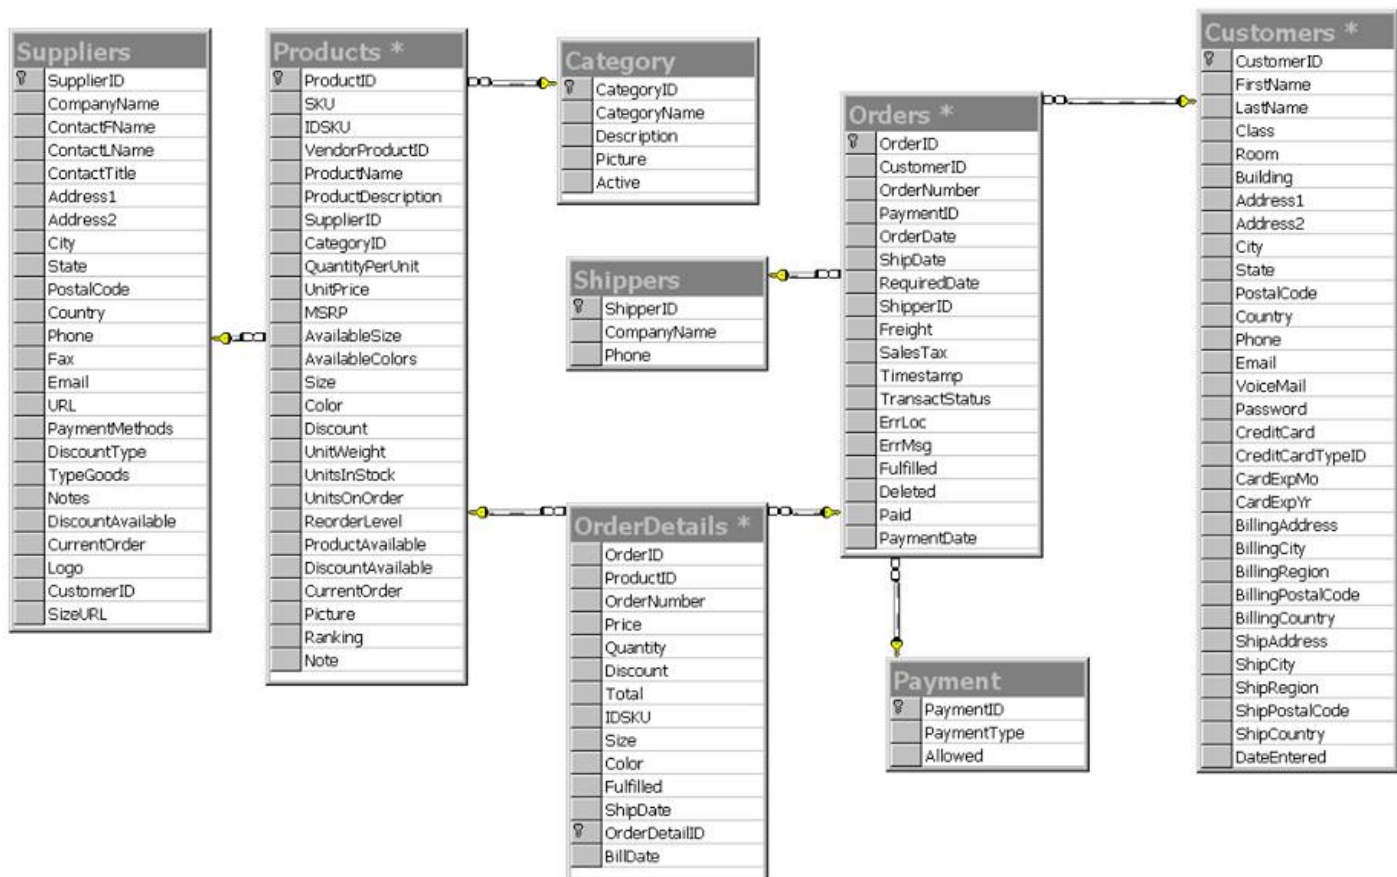 Suppliers
SupplierID
CompanyName
ContactFName
ContactLName
ContactTitle
Address1
Address2
City
State
PostalCode
Country
Phone
Fax
Email
URL
PaymentMethods
DiscountType
TypeGoods
Notes
DiscountAvailable
CurrentOrder
Logo
CustomerID
SizeURL
Products *
ProductID
SKU
IDSKU
VendorProductID
ProductName
ProductDescription
SupplierID
CategoryID
QuantityPerUnit
UnitPrice
MSRP
AvailableSize
AvailableColors
Size
Color
Discount
UnitWeight
UnitsInStock
UnitsOnOrder
ReorderLevel
ProductAvailable
DiscountAvailable
CurrentOrder
Picture
Ranking
Note
Category
CategoryID
CategoryName
Description
Picture
Active
Shippers
ShipperID
CompanyName
Phone
OrderDetails *
OrderID
ProductID
OrderNumber
Price
Quantity
Discount
Total
IDSKU
Size
Color
Fulfilled
ShipDate
OrderDetailID
BillDate
Orders *
OrderID
CustomerID
OrderNumber
PaymentID
OrderDate
ShipDate
RequiredDate
ShipperID
Freight
SalesTax
Timestamp
TransactStatus
ErrLoc
ErrMsg
Fulfilled
Deleted
Paid
PaymentDate
Payment
PaymentID
PaymentType
Allowed
Customers *
CustomerID
FirstName
LastName
Class
Room
Building
Address1
Address2
City
State
PostalCode
Country
Phone
Email
VoiceMail
Password
CreditCard
CreditCardTypeID
CardExpMo
CardExpYr
BillingAddress
BillingCity
BillingRegion
BillingPostalCode
BillingCountry
ShipAddress
ShipCity
ShipRegion
ShipPostalCode
ShipCountry
DateEntered